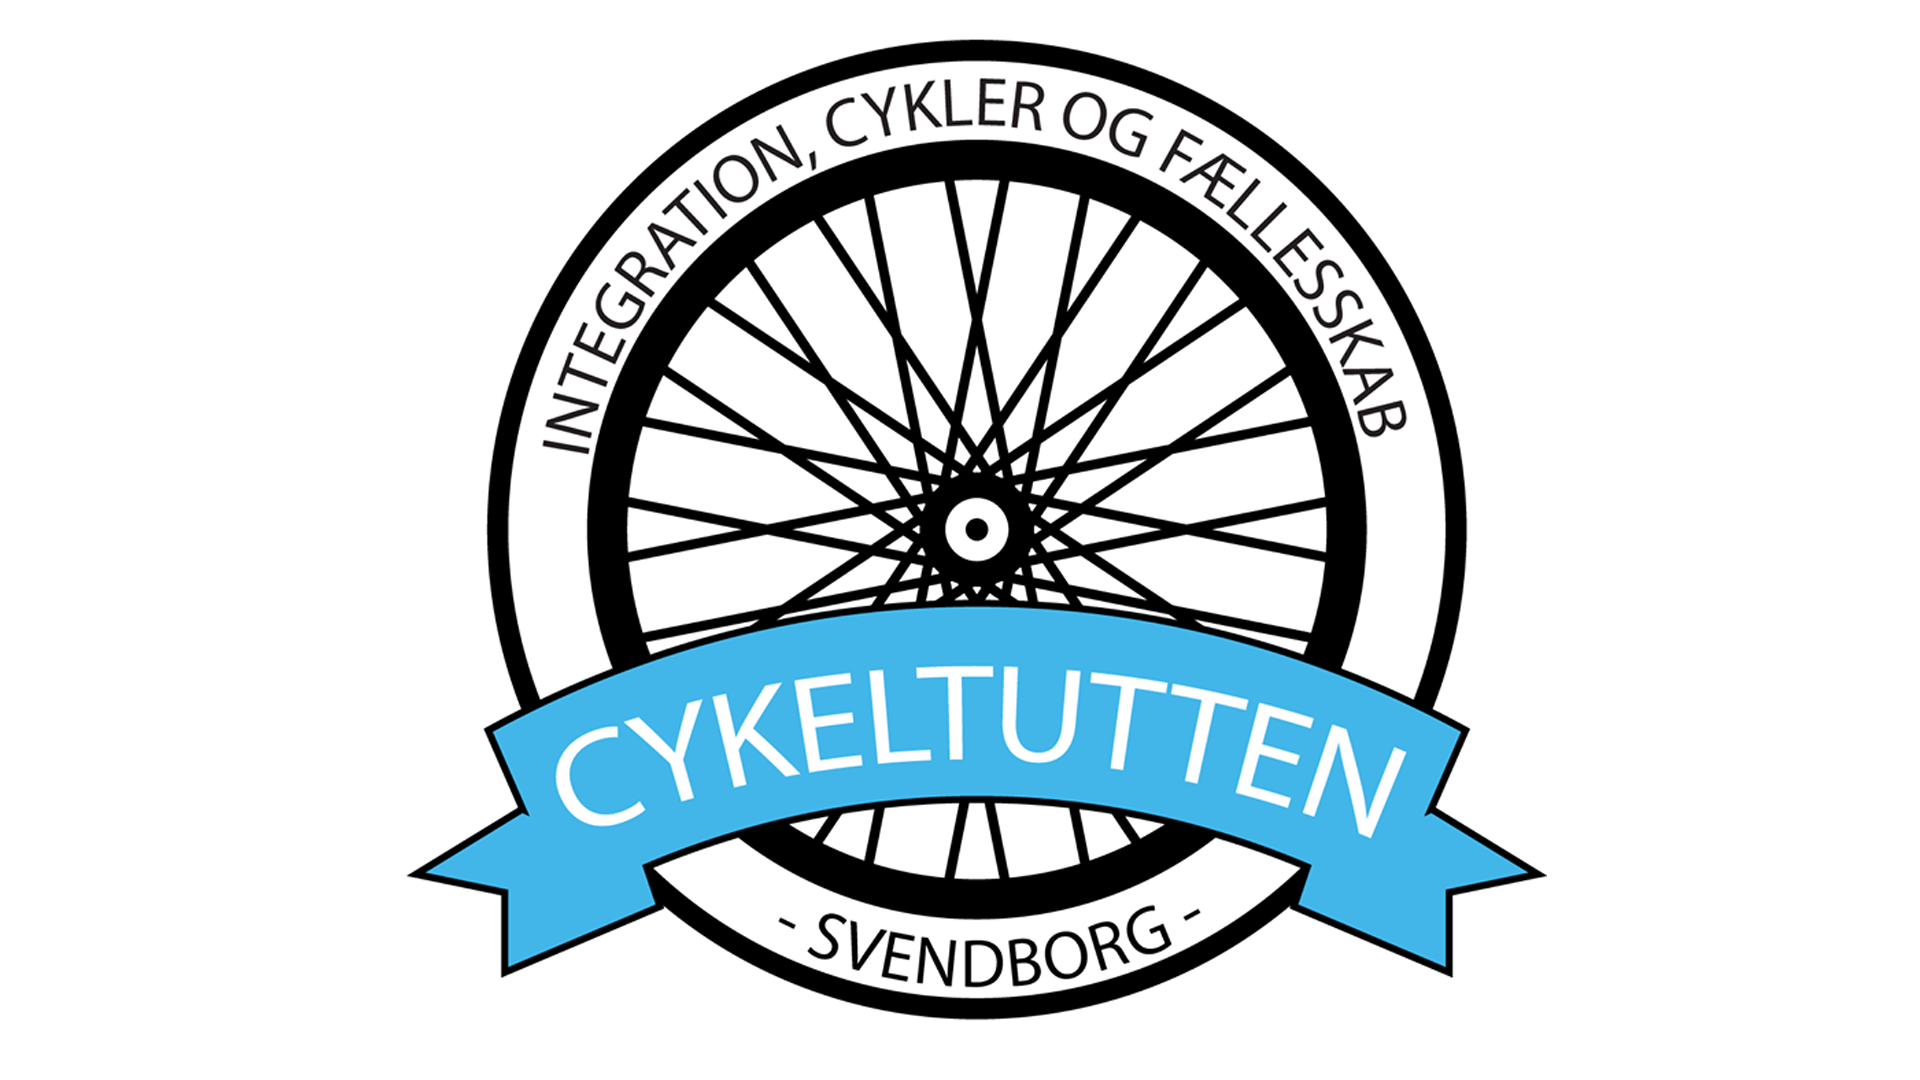 INTEGRATION, CYKLER OG FÆLLESSKAB
CYKELTUTTEN
- SVENDBORG -